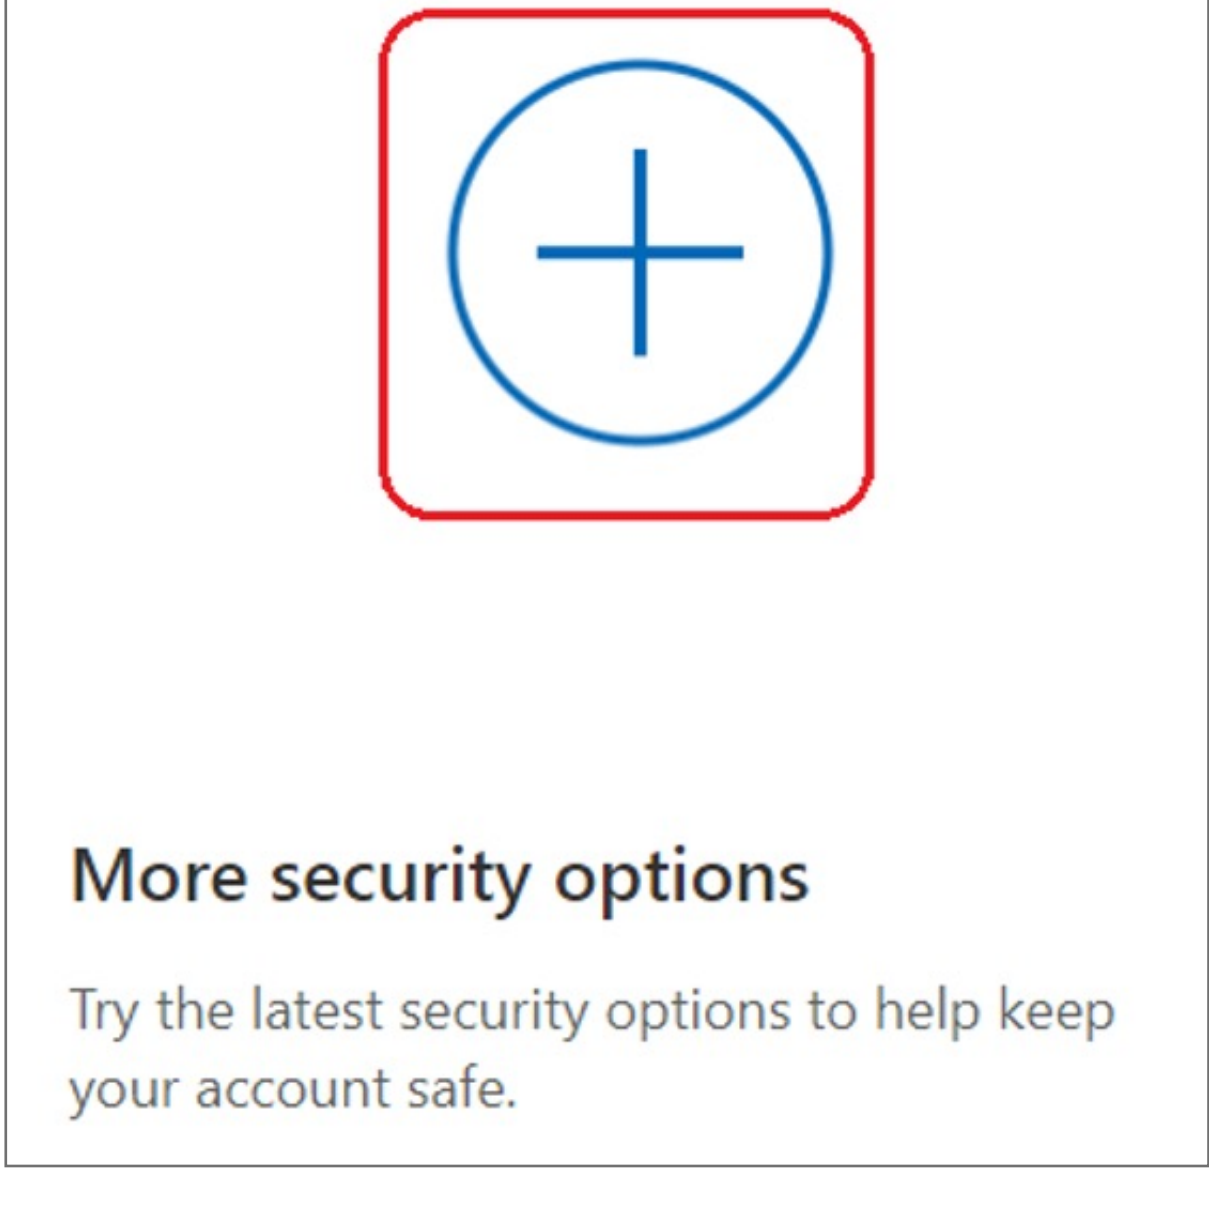 More security options
Try the latest security options to help keep
your account safe.